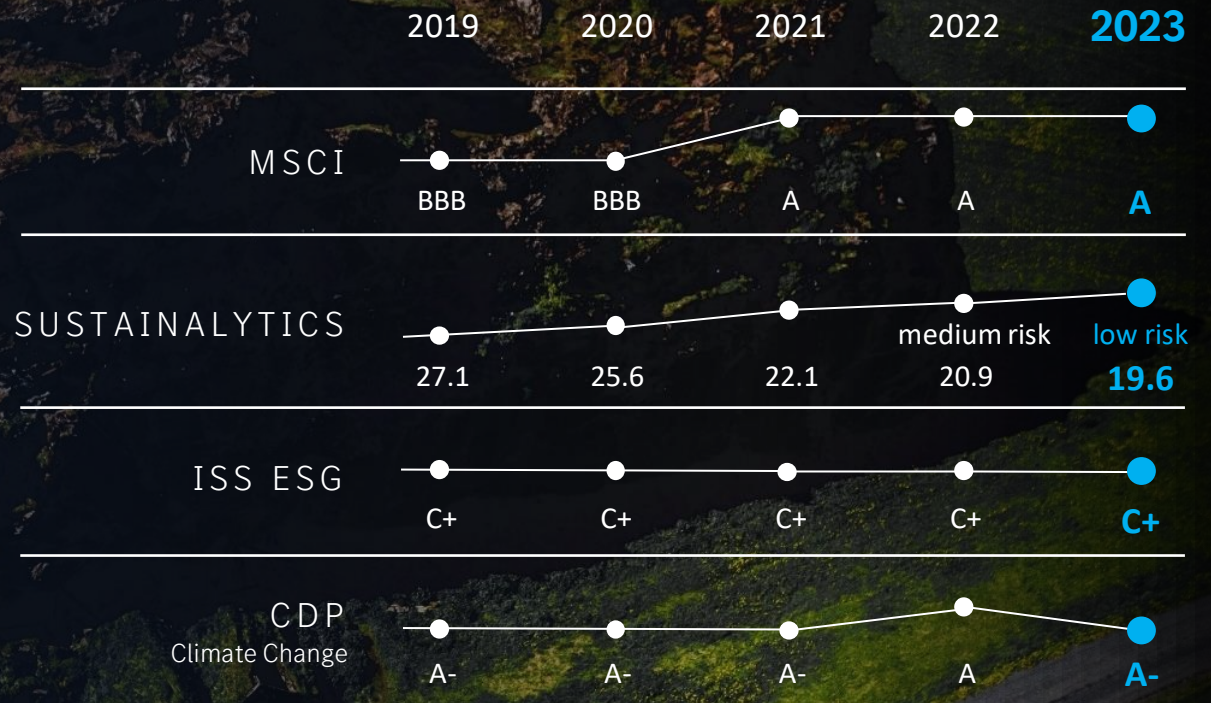 2019 2020 2021 2022 2023
MSCI
BBB BBB A A A
SUSTAINALYTICS
medium risk low risk
27.1 25.6 22.1 20.9 19.6
ISS ESG
C+ C+ C+ C+ C+
CDP
Climate Change
A- A- A- A A-